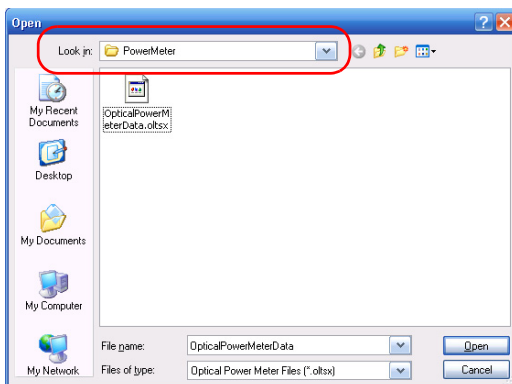 Open
Look in:
PowerMeter
My Recent
Documents
OpticalPowerM
eterData.oltsx
Desktop
My Documents
My Computer
My Network
File name:
OpticalPowerMeterData
Open
Files of type:
Optical Power Meter Files (*.oltsx)
Cancel